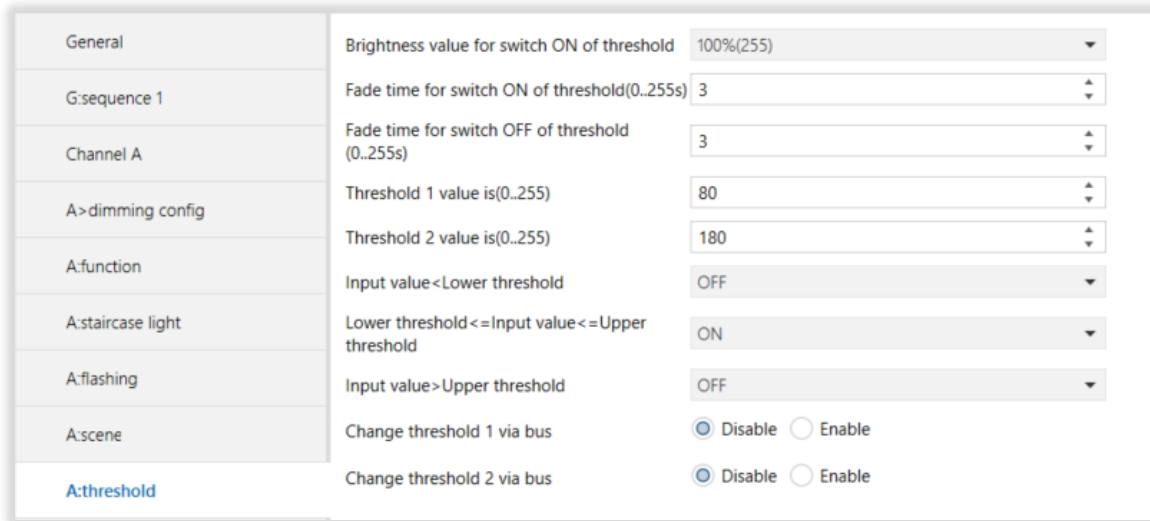 General
G:sequence 1
Channel A
A>dimming config
A:function
A:staircase light
A:flashing
A:scene
A:threshold
Brightness value for switch ON of threshold 100%(255)
Fade time for switch ON of threshold(0..255s) 3
Fade time for switch OFF of threshold
(0..255s) 3
Threshold 1 value is(0..255) 80
Threshold 2 value is(0..255) 180
Input value<Lower threshold OFF
Lower threshold<=Input value<=Upper
threshold ON
Input value>Upper threshold OFF
Change threshold 1 via bus Disable Enable
Change threshold 2 via bus Disable Enable